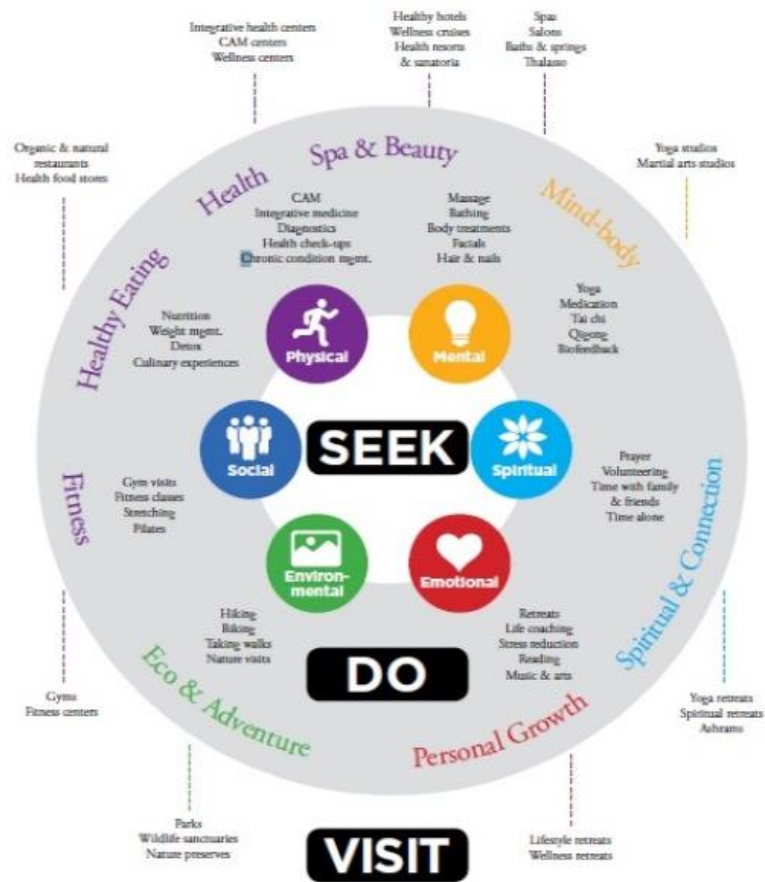 Integrative health centers
CAM centers
Wellness centers
Healthy hotels
Wellness cruises
Health resorts
& sanatoria
Spas
Salons
Baths & springs
Thalasso
Organic & natural
restaurants
Health food stores
Yoga studios
Martial arts studios
Health
Spa & Beauty
Mind-body
CAM
Integrative medicine
Diagnostics
Health check-ups
Chronic condition mgmt.
Massage
Bathing
Body treatments
Facials
Hair & nails
Healthy Eating
Nutrition
Weight mgmt.
Detox
Culinary experiences
Physical
Mental
Yoga
Medication
Tai chi
Qigong
Biofeedback
Fitness
Gym visits
Fitness classes
Stretching
Pilates
Social
SEEK
Spiritual
Prayer
Volunteering
Time with family
& friends
Time alone
Spiritual & Connection
Environ-
mental
Emotional
Hiking
Biking
Taking walks
Nature visits
Retreats
Life coaching
Stress reduction
Reading
Music & arts
Eco & Adventure
DO
Personal Growth
Gyms
Fitness centers
Yoga retreats
Spiritual retreats
Ashrams
Parks
Wildlife sanctuaries
Nature preserves
VISIT
Lifestyle retreats
Wellness retreats